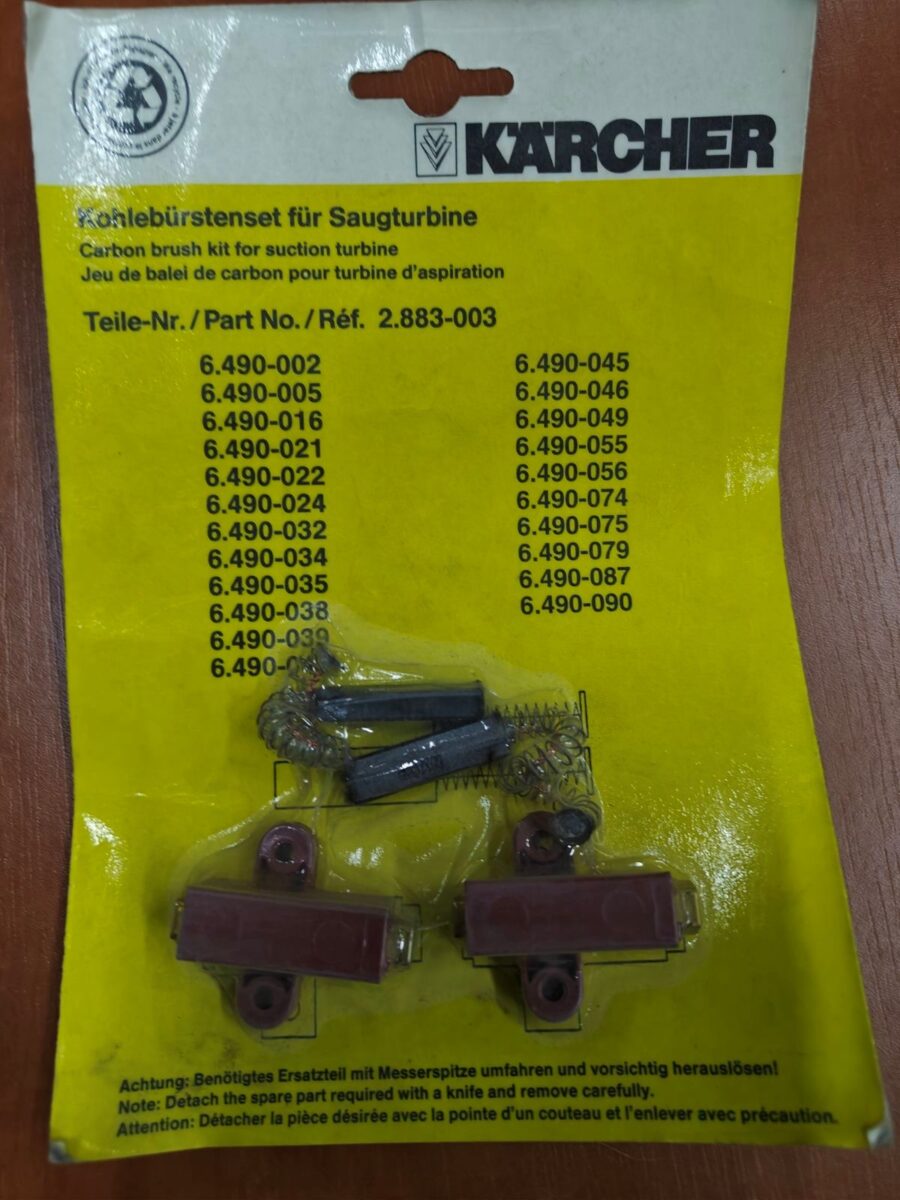 KÄRCHER
Kohlebürstenset für Saugturbine
Carbon brush kit for suction turbine
Jeu de balei de carbon pour turbine d'aspiration
Teile-Nr./Part No./Réf. 2.883-003
6.490-002
6.490-005
6.490-016
6.490-021
6.490-022
6.490-024
6.490-032
6.490-034
6.490-035
6.490-038
6.490-039
6.490-
6.490-045
6.490-046
6.490-049
6.490-055
6.490-056
6.490-074
6.490-075
6.490-079
6.490-087
6.490-090
Achtung: Benötigtes Ersatzteil mit Messerspitze umfahren und vorsichtig herauslösen!
Note: Detach the spare part required with a knife and remove carefully.
Attention: Détacher la pièce désirée avec la pointe d'un couteau et l'enlever avec précaution.